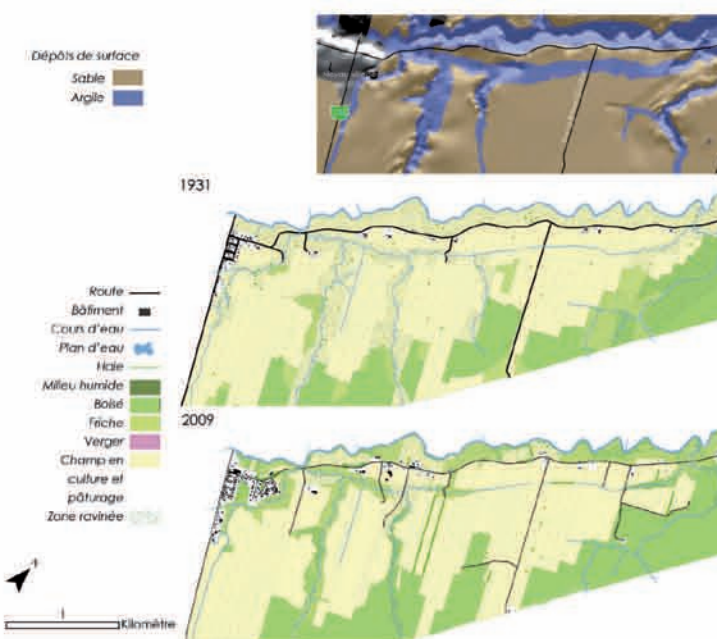 Dépôts de surface
Sable
Argile
1931
Route
Bâtiment
Cours d'eau
Plan d'eau
Haie
Milieu humide
Boisé
Friche
Verger
Champ en
culture et
pâturage
Zone ravinée
2009
Kilomètre